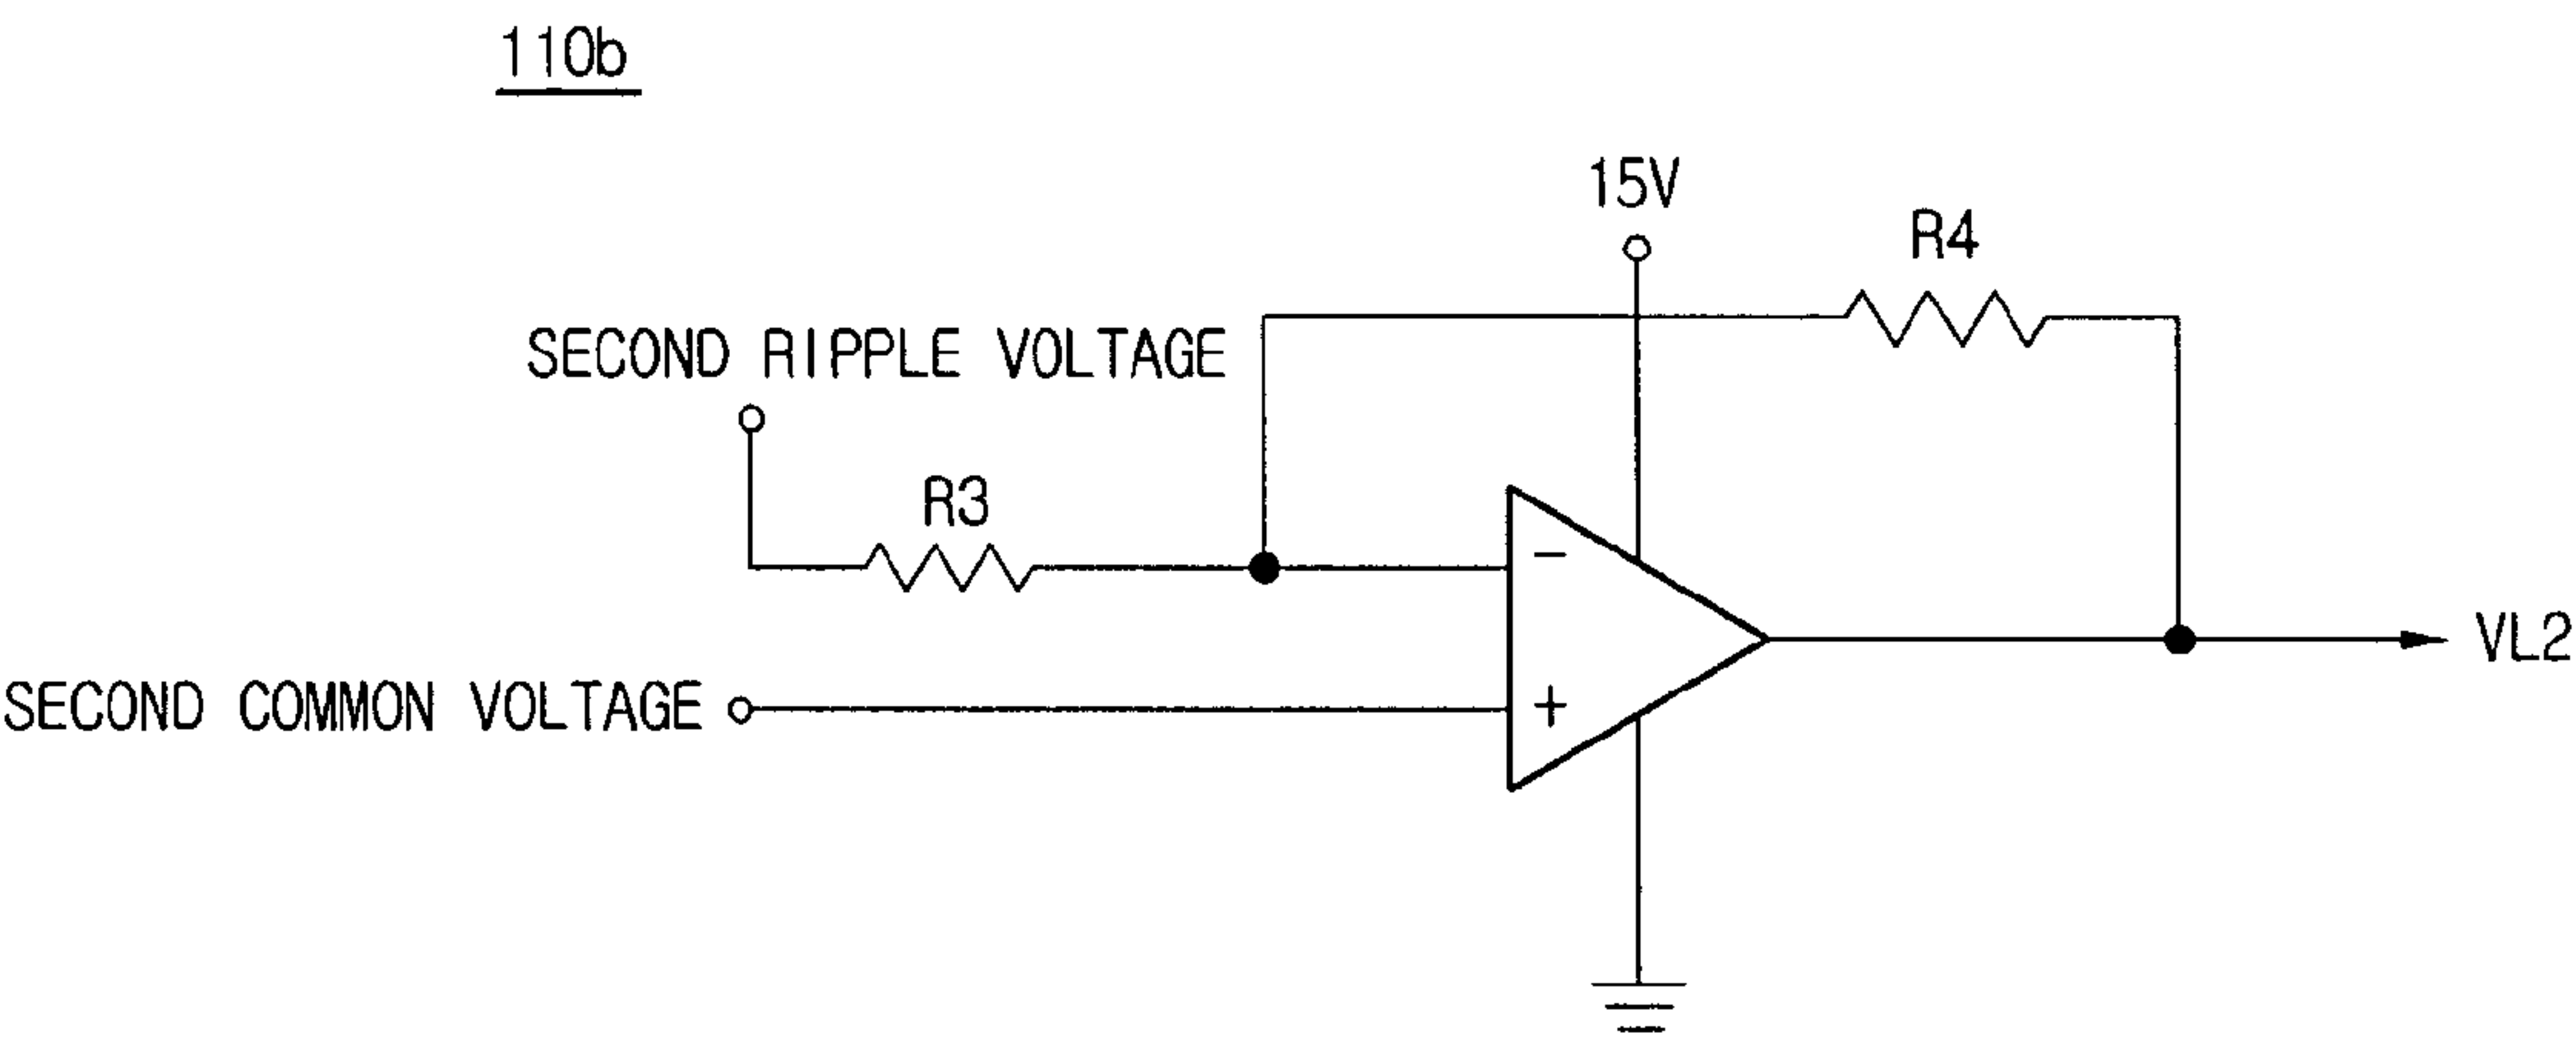 110b
15V
R4
SECOND RIPPLE VOLTAGE
R3
-
+
VL2
SECOND COMMON VOLTAGE